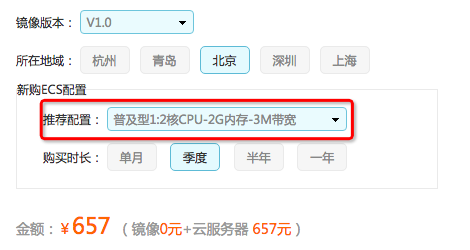 镜像版本： V1.0
所在地域： 杭州 青岛 北京 深圳 上海
新购ECS配置
推荐配置： 普及型1:2核CPU-2G内存-3M带宽
购买时长： 单月 季度 半年 一年
金额：¥657 （镜像0元+云服务器 657元）